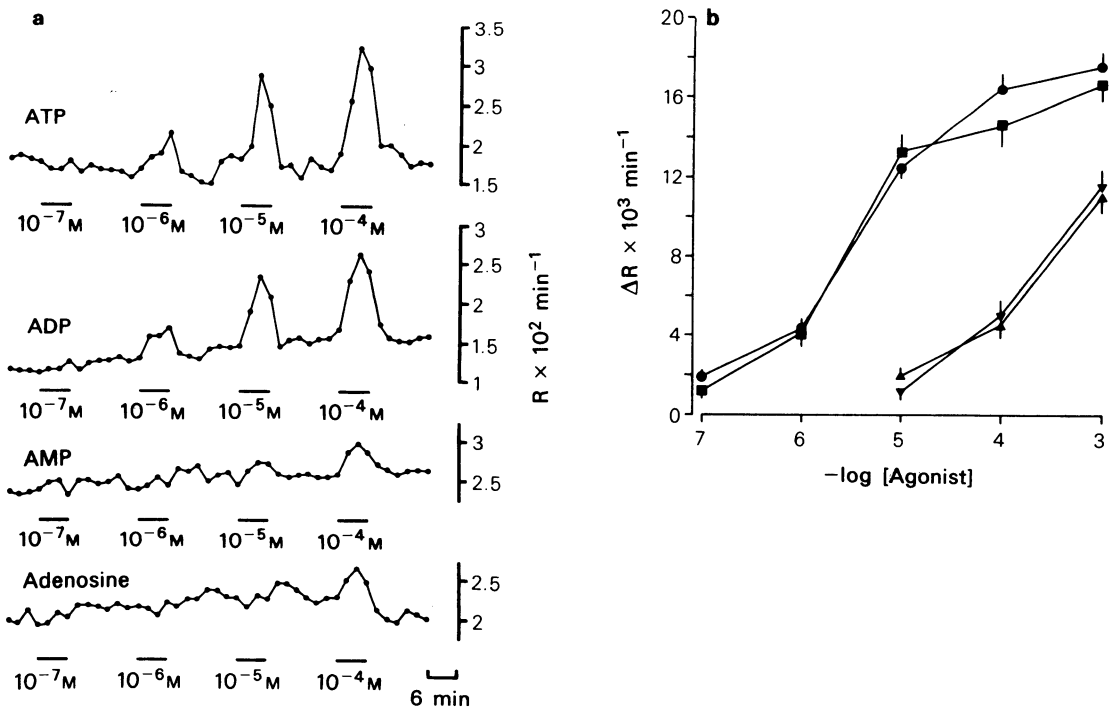 a
ATP
3.5
3
2.5
2
1.5
10⁻⁷M 10⁻⁶M 10⁻⁵M 10⁻⁴M
ADP
3
2.5
2
1.5
1
10⁻⁷M 10⁻⁶M 10⁻⁵M 10⁻⁴M
AMP
3
2.5
10⁻⁷M 10⁻⁶M 10⁻⁵M 10⁻⁴M
Adenosine
2.5
2
10⁻⁷M 10⁻⁶M 10⁻⁵M 10⁻⁴M
6 min
R × 10² min⁻¹
b
20
16
12
8
4
0
ΔR × 10³ min⁻¹
7 6 5 4 3
−log [Agonist]